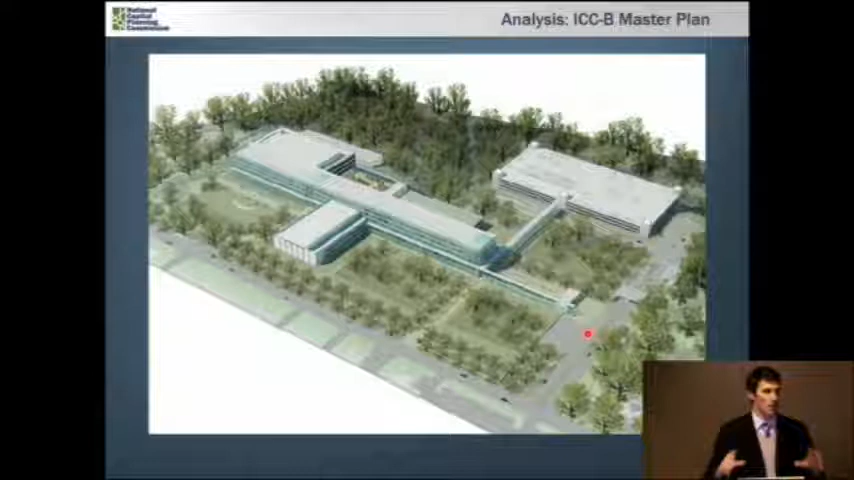 National
Capital
Planning
Commission
Analysis: ICC-B Master Plan